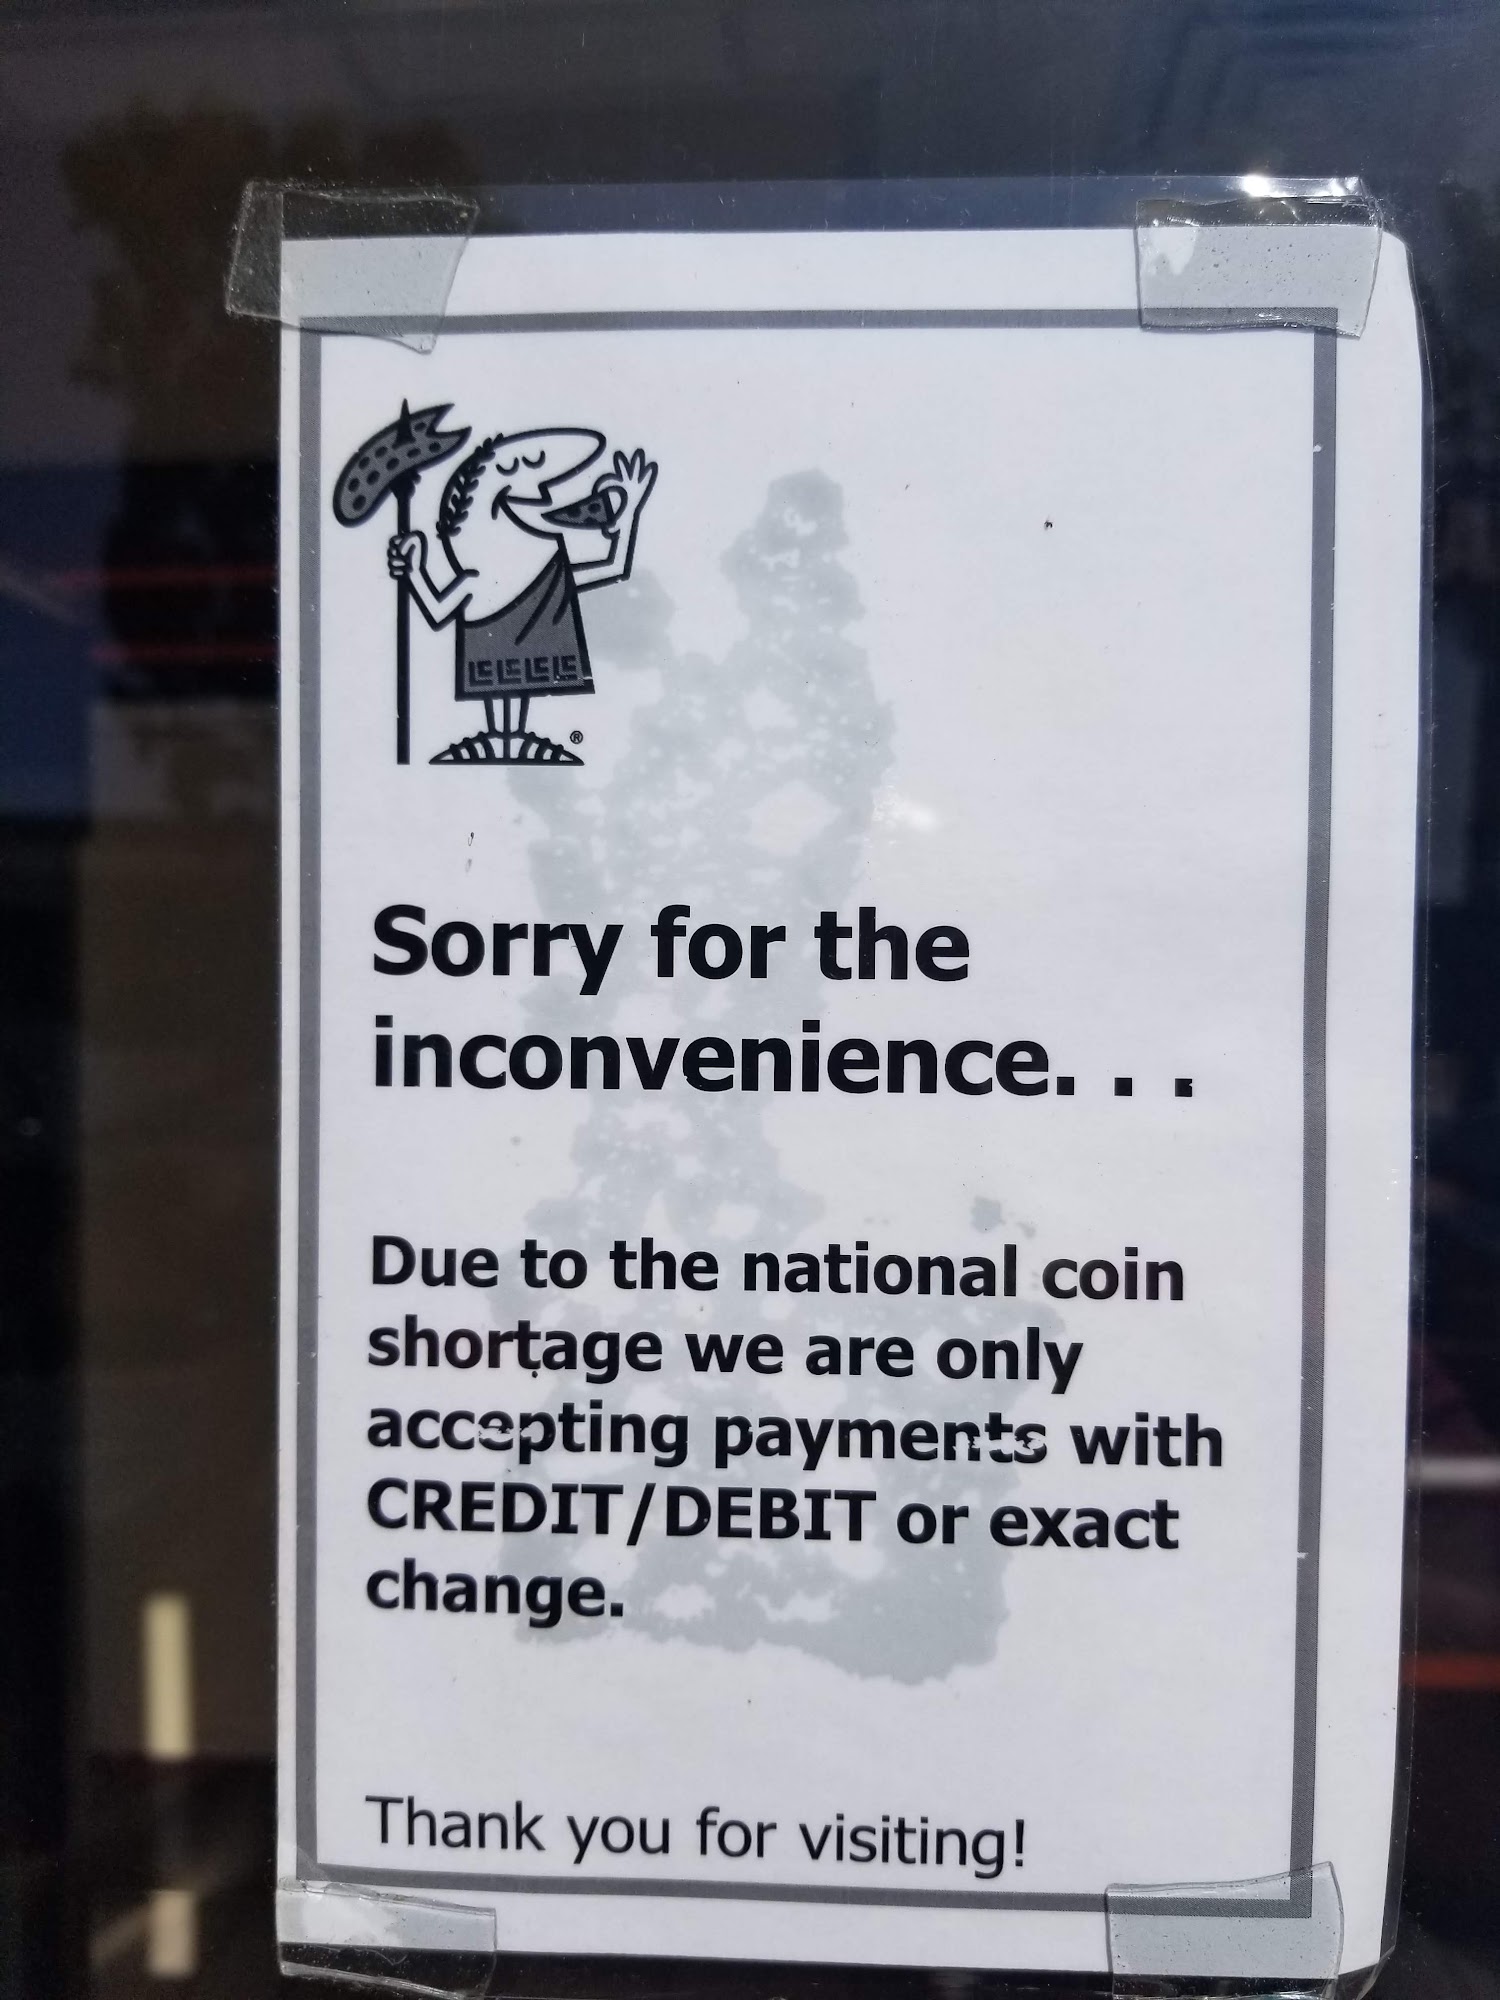 ®
Sorry for the
inconvenience. . .
Due to the national coin
shortage we are only
accepting payments with
CREDIT/DEBIT or exact
change.
Thank you for visiting!